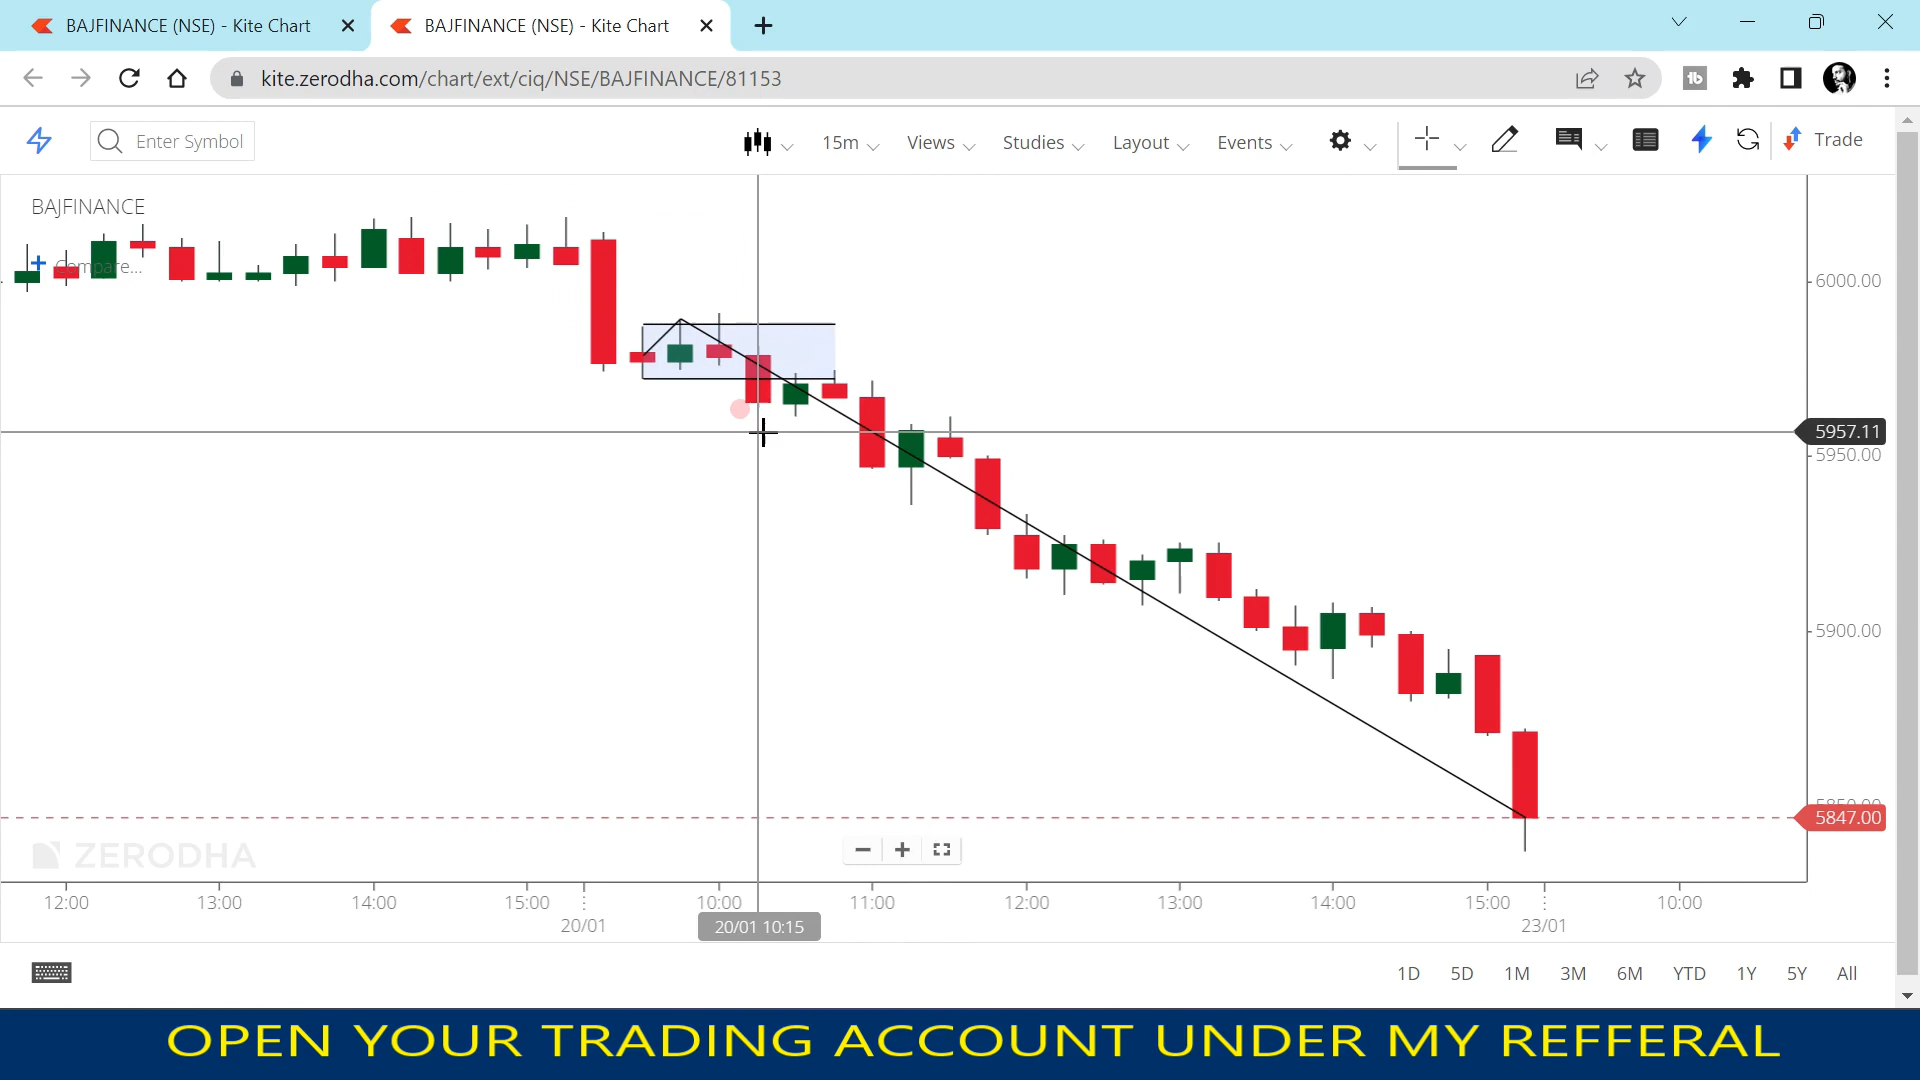 BAJFINANCE (NSE) - Kite Chart
BAJFINANCE (NSE) - Kite Chart
kite.zerodha.com/chart/ext/ciq/NSE/BAJFINANCE/81153
tb
Enter Symbol
15m
Views
Studies
Layout
Events
Trade
BAJFINANCE
Compare...
6000.00
5957.11
5950.00
5900.00
5850.00
5847.00
ZERODHA
12:00
13:00
14:00
15:00
20/01
10:00
11:00
12:00
13:00
14:00
15:00
23/01
10:00
20/01 10:15
1D
5D
1M
3M
6M
YTD
1Y
5Y
All
OPEN YOUR TRADING ACCOUNT UNDER MY REFFERAL